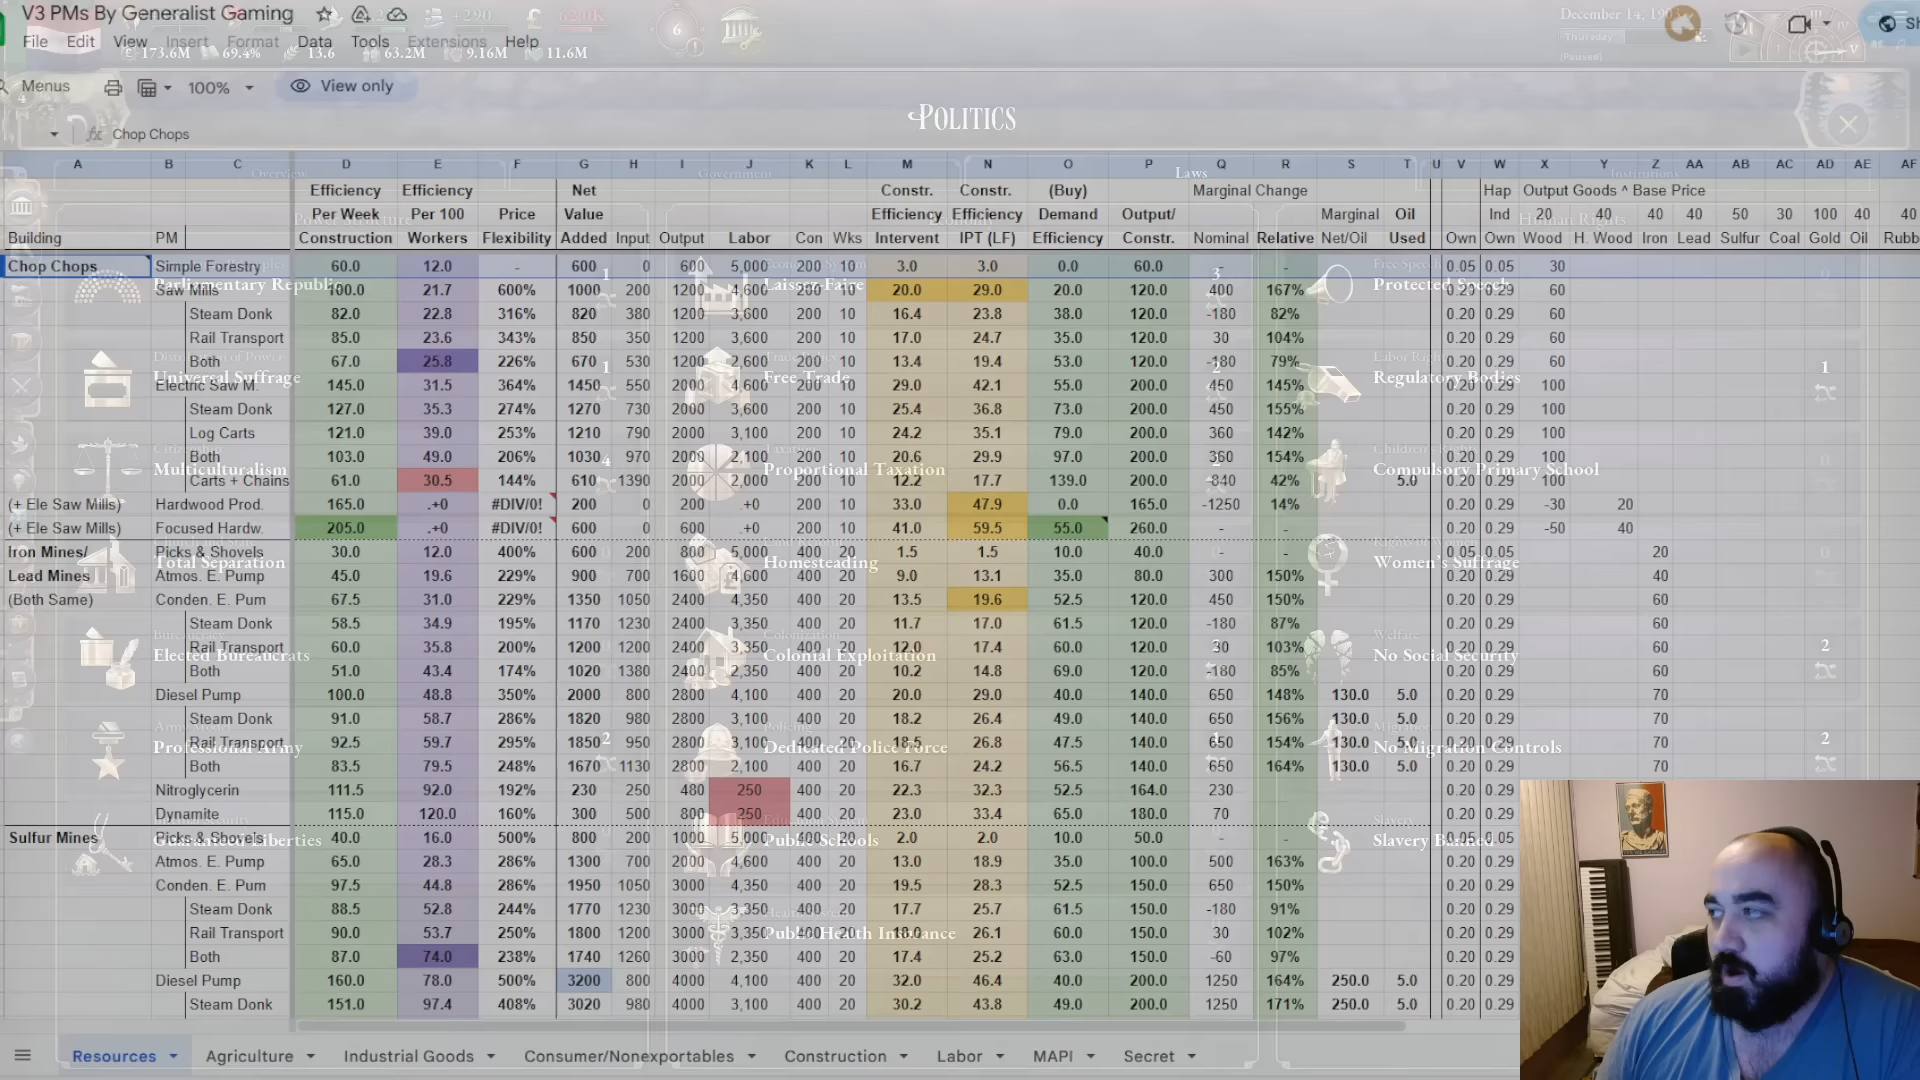 V3 PMs By Generalist Gaming
+290
620K
6
December 14, 190
Thursday
(Paused)
File Edit View Insert Format Data Tools Extensions Help
173.6M 69.4% 13.6 63.2M 9.16M 11.6M
Menus 100% View only
Politics
fx Chop Chops
A B C D E F G H I J K L M N O P Q R S T U V W X Y Z AA AB AC AD AE AF
Overview Government Laws Institutions
Efficiency Efficiency Net Constr. Constr. (Buy) Marginal Change Hap Output Goods ^ Base Price
Per Week Per 100 Price Value Efficiency Efficiency Demand Output/ Marginal Oil Ind 20 40 40 40 50 30 100 40 40
Building PM Construction Workers Flexibility Added Input Output Labor Con Wks Intervent IPT (LF) Efficiency Constr. Nominal Relative Net/Oil Used Own Own Wood H. Wood Iron Lead Sulfur Coal Gold Oil Rubb
Chop Chops Simple Forestry 60.0 12.0 - 600 0 600 5,000 200 10 3.0 3.0 0.0 60.0 - - 0.05 0.05 30
Parliamentary Republic Laissez-Faire Protected Speech
Saw Mills 100.0 21.7 600% 1000 200 1200 4,600 200 10 20.0 29.0 20.0 120.0 400 167% 0.20 0.29 60
Steam Donk 82.0 22.8 316% 820 380 1200 3,600 200 10 16.4 23.8 38.0 120.0 -180 82% 0.20 0.29 60
Rail Transport 85.0 23.6 343% 850 350 1200 3,600 200 10 17.0 24.7 35.0 120.0 30 104% 0.20 0.29 60
Both 67.0 25.8 226% 670 530 1200 2,600 200 10 13.4 19.4 53.0 120.0 -180 79% 0.20 0.29 60
Universal Suffrage Free Trade Regulatory Bodies
Electric Saw M. 145.0 31.5 364% 1450 550 2000 4,600 200 10 29.0 42.1 55.0 200.0 450 145% 0.20 0.29 100
Steam Donk 127.0 35.3 274% 1270 730 2000 3,600 200 10 25.4 36.8 73.0 200.0 450 155% 0.20 0.29 100
Log Carts 121.0 39.0 253% 1210 790 2000 3,100 200 10 24.2 35.1 79.0 200.0 360 142% 0.20 0.29 100
Both 103.0 49.0 206% 1030 970 2000 2,100 200 10 20.6 29.9 97.0 200.0 360 154% 0.20 0.29 100
Multiculturalism Proportional Taxation Compulsory Primary School
Carts + Chains 61.0 30.5 144% 610 1390 2000 2,000 200 10 12.2 17.7 139.0 200.0 -840 42% 5.0 0.20 0.29 100
(+ Ele Saw Mills) Hardwood Prod. 165.0 .+0 #DIV/0! 200 0 200 .+0 200 10 33.0 47.9 0.0 165.0 -1250 14% 0.20 0.29 -30 20
(+ Ele Saw Mills) Focused Hardw. 205.0 .+0 #DIV/0! 600 0 600 .+0 200 10 41.0 59.5 55.0 260.0 - - 0.20 0.29 -50 40
Iron Mines/ Picks & Shovels 30.0 12.0 400% 600 200 800 5,000 400 20 1.5 1.5 10.0 40.0 - - 0.05 0.05 20
Total Separation Homesteading Women's Suffrage
Lead Mines Atmos. E. Pump 45.0 19.6 229% 900 700 1600 4,600 400 20 9.0 13.1 35.0 80.0 300 150% 0.20 0.29 40
(Both Same) Conden. E. Pum 67.5 31.0 229% 1350 1050 2400 4,350 400 20 13.5 19.6 52.5 120.0 450 150% 0.20 0.29 60
Steam Donk 58.5 34.9 195% 1170 1230 2400 3,350 400 20 11.7 17.0 61.5 120.0 -180 87% 0.20 0.29 60
Rail Transport 60.0 35.8 200% 1200 1200 2400 3,350 400 20 12.0 17.4 60.0 120.0 30 103% 0.20 0.29 60
Elected Bureaucrats Colonial Exploitation No Social Security
Both 51.0 43.4 174% 1020 1380 2400 2,350 400 20 10.2 14.8 69.0 120.0 -180 85% 0.20 0.29 60
Diesel Pump 100.0 48.8 350% 2000 800 2800 4,100 400 20 20.0 29.0 40.0 140.0 650 148% 130.0 5.0 0.20 0.29 70
Steam Donk 91.0 58.7 286% 1820 980 2800 3,100 400 20 18.2 26.4 49.0 140.0 650 156% 130.0 5.0 0.20 0.29 70
Rail Transport 92.5 59.7 295% 1850 950 2800 3,100 400 20 18.5 26.8 47.5 140.0 650 154% 130.0 5.0 0.20 0.29 70
Professional Army Dedicated Police Force No Migration Controls
Both 83.5 79.5 248% 1670 1130 2800 2,100 400 20 16.7 24.2 56.5 140.0 650 164% 130.0 5.0 0.20 0.29 70
Nitroglycerin 111.5 92.0 192% 230 250 480 250 400 20 22.3 32.3 52.5 164.0 230 0.20 0.29
Dynamite 115.0 120.0 160% 300 500 800 250 400 20 23.0 33.4 65.0 180.0 70 0.20 0.29
Sulfur Mines Picks & Shovels 40.0 16.0 500% 800 200 1000 5,000 400 20 2.0 2.0 10.0 50.0 - - 0.05 0.05
Guaranteed Liberties Public Schools Slavery Banned
Atmos. E. Pump 65.0 28.3 286% 1300 700 2000 4,600 400 20 13.0 18.9 35.0 100.0 500 163% 0.20 0.29
Conden. E. Pum 97.5 44.8 286% 1950 1050 3000 4,350 400 20 19.5 28.3 52.5 150.0 650 150% 0.20 0.29
Steam Donk 88.5 52.8 244% 1770 1230 3000 3,350 400 20 17.7 25.7 61.5 150.0 -180 91% 0.20 0.29
Rail Transport 90.0 53.7 250% 1800 1200 3000 3,350 400 20 18.0 26.1 60.0 150.0 30 102% 0.20 0.29
Public Health Insurance
Both 87.0 74.0 238% 1740 1260 3000 2,350 400 20 17.4 25.2 63.0 150.0 -60 97% 0.20 0.29
Diesel Pump 160.0 78.0 500% 3200 800 4000 4,100 400 20 32.0 46.4 40.0 200.0 1250 164% 250.0 5.0 0.20 0.29
Steam Donk 151.0 97.4 408% 3020 980 4000 3,100 400 20 30.2 43.8 49.0 200.0 1250 171% 250.0 5.0 0.20 0.29
Resources Agriculture Industrial Goods Consumer/Nonexportables Construction Labor MAPI Secret